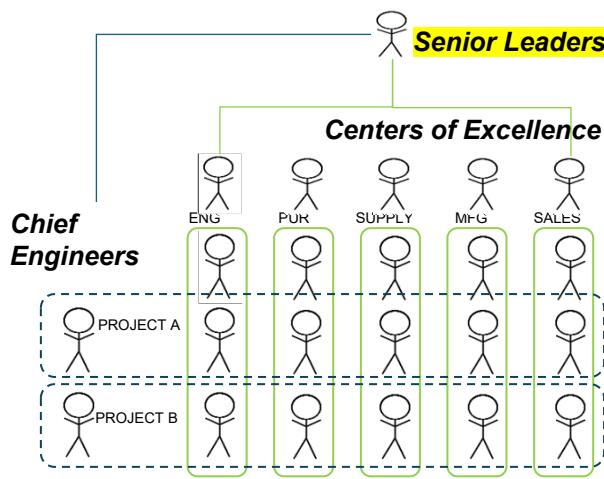 Senior Leaders
Centers of Excellence
Chief
Engineers
ENG PUR SUPPLY MFG SALES
PROJECT A
PROJECT B